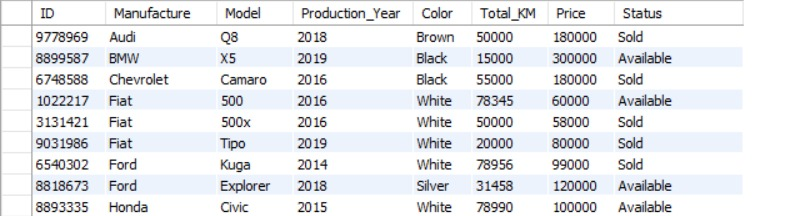 ID Manufacture Model Production_Year Color Total_KM Price Status
9778969 Audi Q8 2018 Brown 50000 180000 Sold
8899587 BMW X5 2019 Black 15000 300000 Available
6748588 Chevrolet Camaro 2016 Black 55000 180000 Sold
1022217 Fiat 500 2016 White 78345 60000 Available
3131421 Fiat 500x 2016 White 50000 58000 Sold
9031986 Fiat Tipo 2019 White 20000 80000 Sold
6540302 Ford Kuga 2014 White 78956 99000 Sold
8818673 Ford Explorer 2018 Silver 31458 120000 Available
8893335 Honda Civic 2015 White 78990 100000 Available